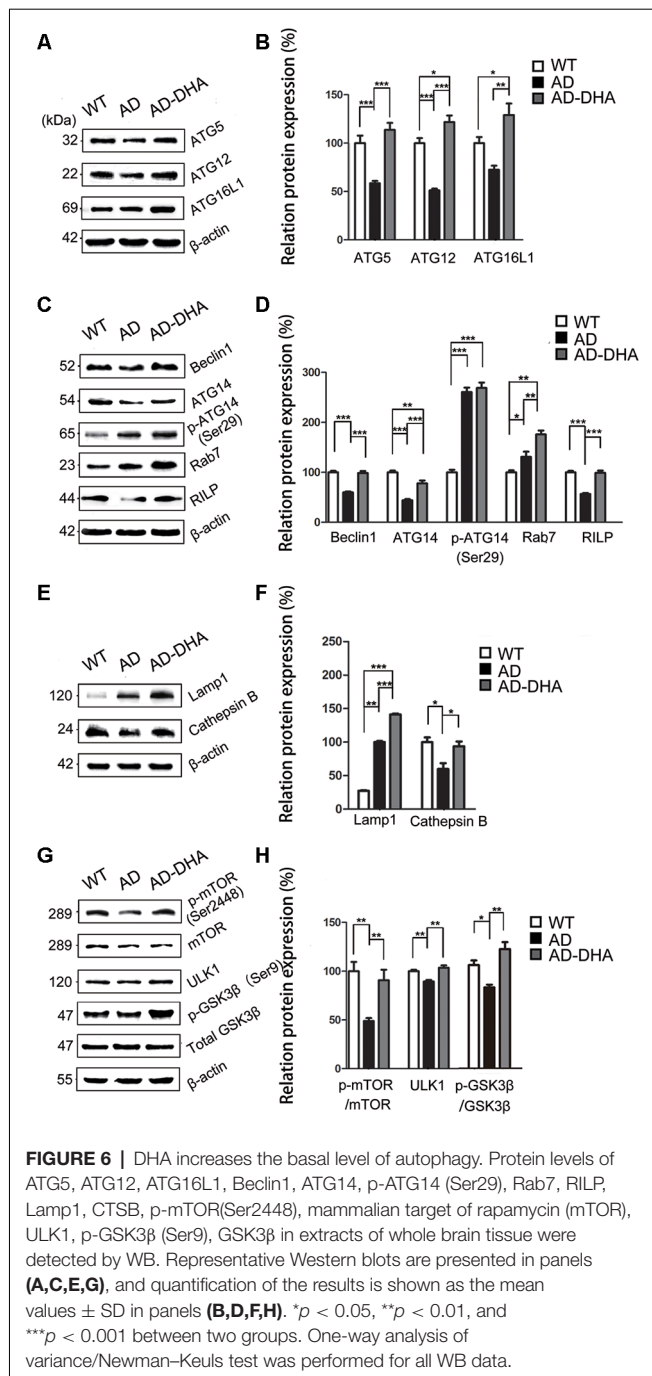 A
WT AD AD-DHA
(kDa)
32 ATG5
22 ATG12
69 ATG16L1
42 β-actin
B
WT
AD
AD-DHA
Relation protein expression (%)
150
100
50
0
*** ***
*** *** *
** *
ATG5 ATG12 ATG16L1
C
WT AD AD-DHA
52 Beclin1
54 ATG14
65 p-ATG14
(Ser29)
23 Rab7
44 RILP
42 β-actin
D
WT
AD
AD-DHA
Relation protein expression (%)
300
200
100
0
*** ***
*** *** **
*** ***
* ** **
*** ***
Beclin1 ATG14 p-ATG14 Rab7 RILP
(Ser29)
E
WT AD AD-DHA
120 Lamp1
24 Cathepsin B
42 β-actin
F
WT
AD
AD-DHA
Relation protein expression (%)
200
150
100
50
0
** *** ***
* *
Lamp1 Cathepsin B
G
WT AD AD-DHA
289 p-mTOR
(Ser2448)
289 mTOR
120 ULK1
47 p-GSK3β (Ser9)
47 Total GSK3β
55 β-actin
H
WT
AD
AD-DHA
Relation protein expression (%)
150
100
50
0
** **
** **
* **
p-mTOR ULK1 p-GSK3β
/mTOR /GSK3β
FIGURE 6 | DHA increases the basal level of autophagy. Protein levels of
ATG5, ATG12, ATG16L1, Beclin1, ATG14, p-ATG14 (Ser29), Rab7, RILP,
Lamp1, CTSB, p-mTOR(Ser2448), mammalian target of rapamycin (mTOR),
ULK1, p-GSK3β (Ser9), GSK3β in extracts of whole brain tissue were
detected by WB. Representative Western blots are presented in panels
(A,C,E,G), and quantification of the results is shown as the mean
values ± SD in panels (B,D,F,H). *p < 0.05, **p < 0.01, and
***p < 0.001 between two groups. One-way analysis of
variance/Newman–Keuls test was performed for all WB data.